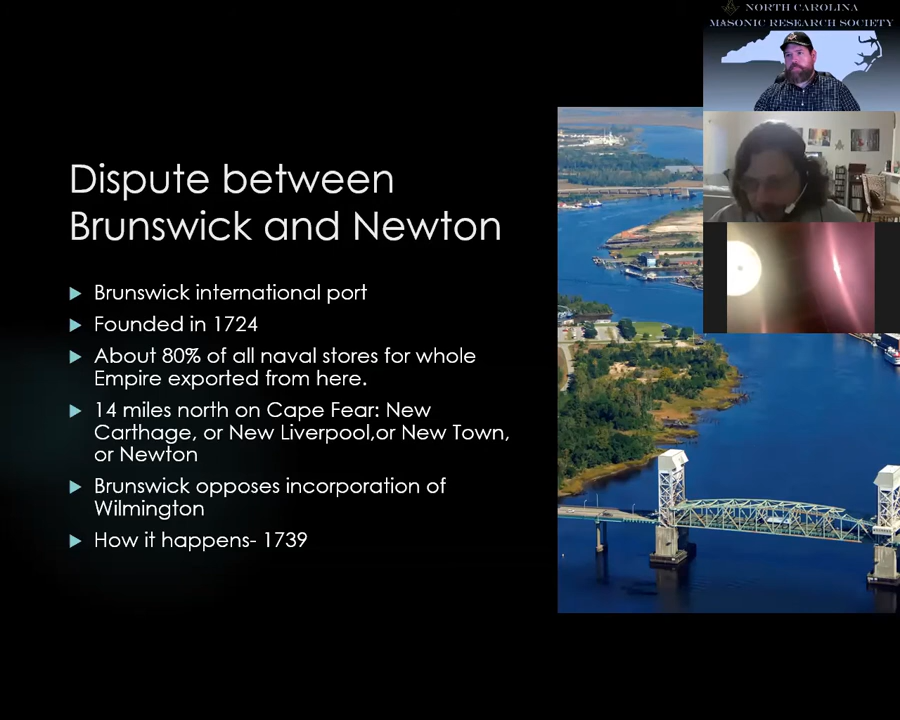 NORTH CAROLINA
MASONIC RESEARCH SOCIETY
Dispute between
Brunswick and Newton
Brunswick international port
Founded in 1724
About 80% of all naval stores for whole
Empire exported from here.
14 miles north on Cape Fear: New
Carthage, or New Liverpool,or New Town,
or Newton
Brunswick opposes incorporation of
Wilmington
How it happens- 1739